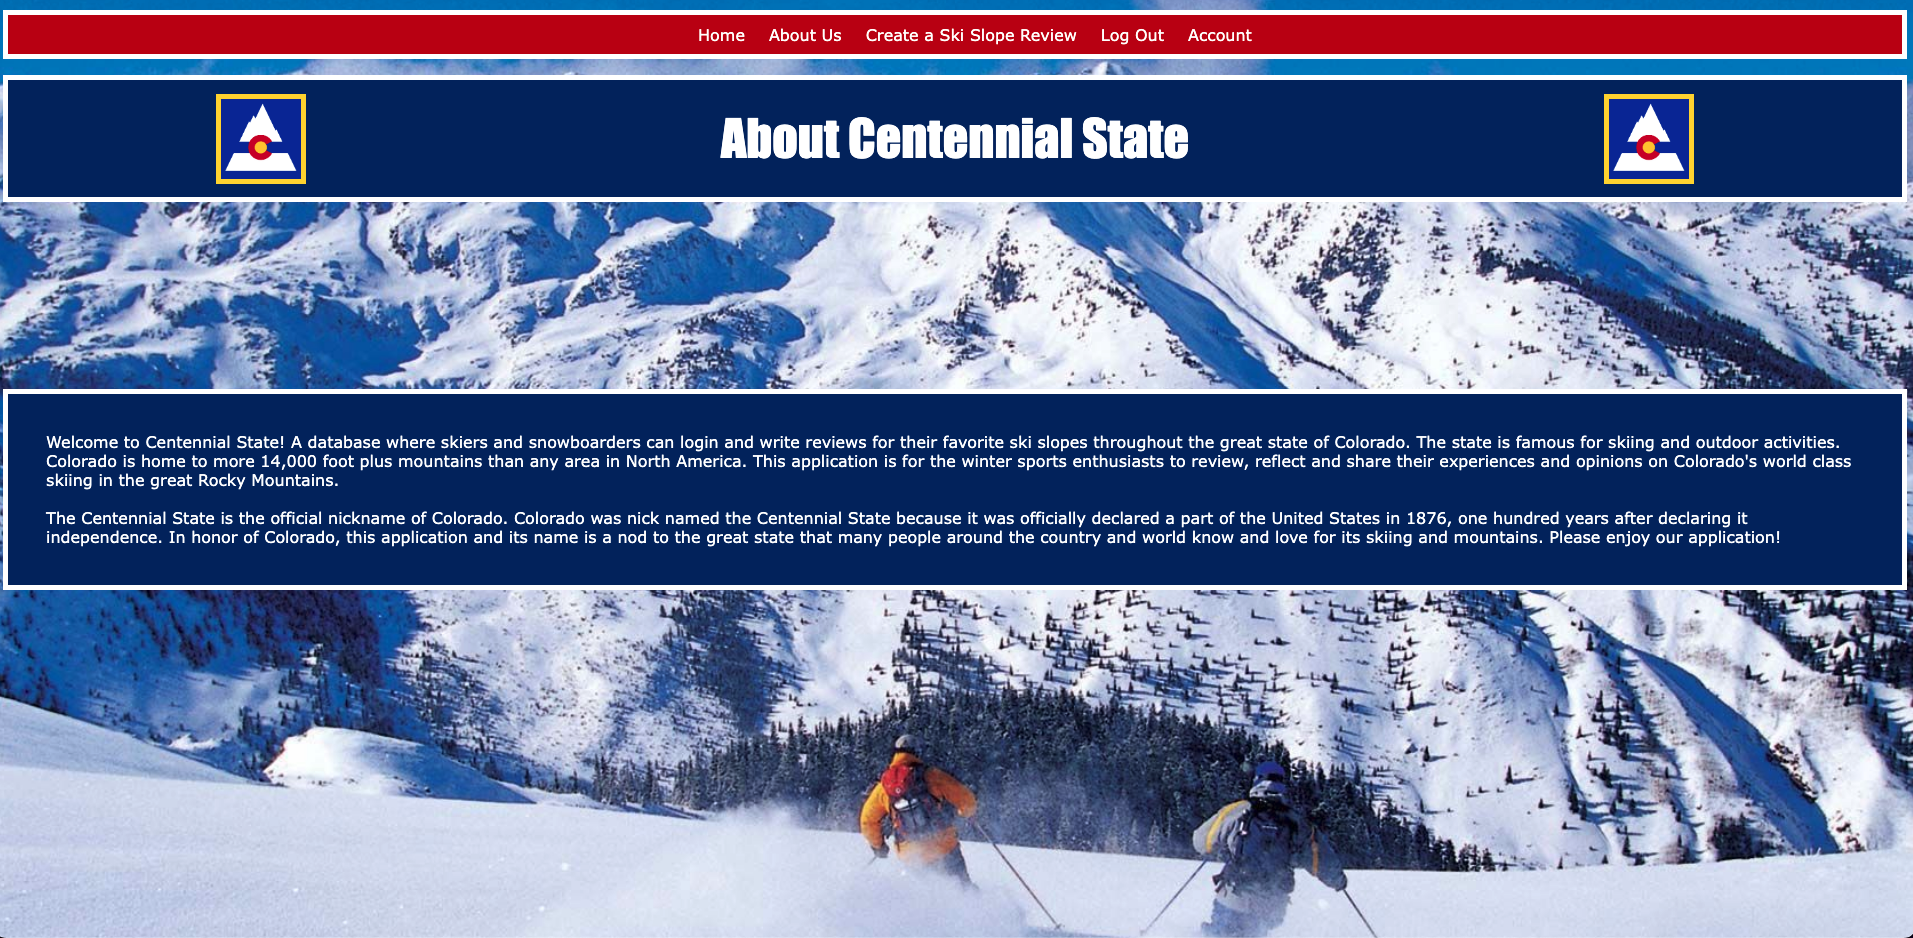 Home About Us Create a Ski Slope Review Log Out Account
About Centennial State
Welcome to Centennial State! A database where skiers and snowboarders can login and write reviews for their favorite ski slopes throughout the great state of Colorado. The state is famous for skiing and outdoor activities.
Colorado is home to more 14,000 foot plus mountains than any area in North America. This application is for the winter sports enthusiasts to review, reflect and share their experiences and opinions on Colorado's world class
skiing in the great Rocky Mountains.
The Centennial State is the official nickname of Colorado. Colorado was nick named the Centennial State because it was officially declared a part of the United States in 1876, one hundred years after declaring it
independence. In honor of Colorado, this application and its name is a nod to the great state that many people around the country and world know and love for its skiing and mountains. Please enjoy our application!